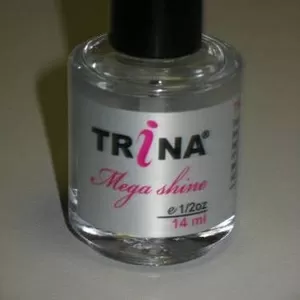 TRiNA®
Mega shine
e 1/2oz
14 ml